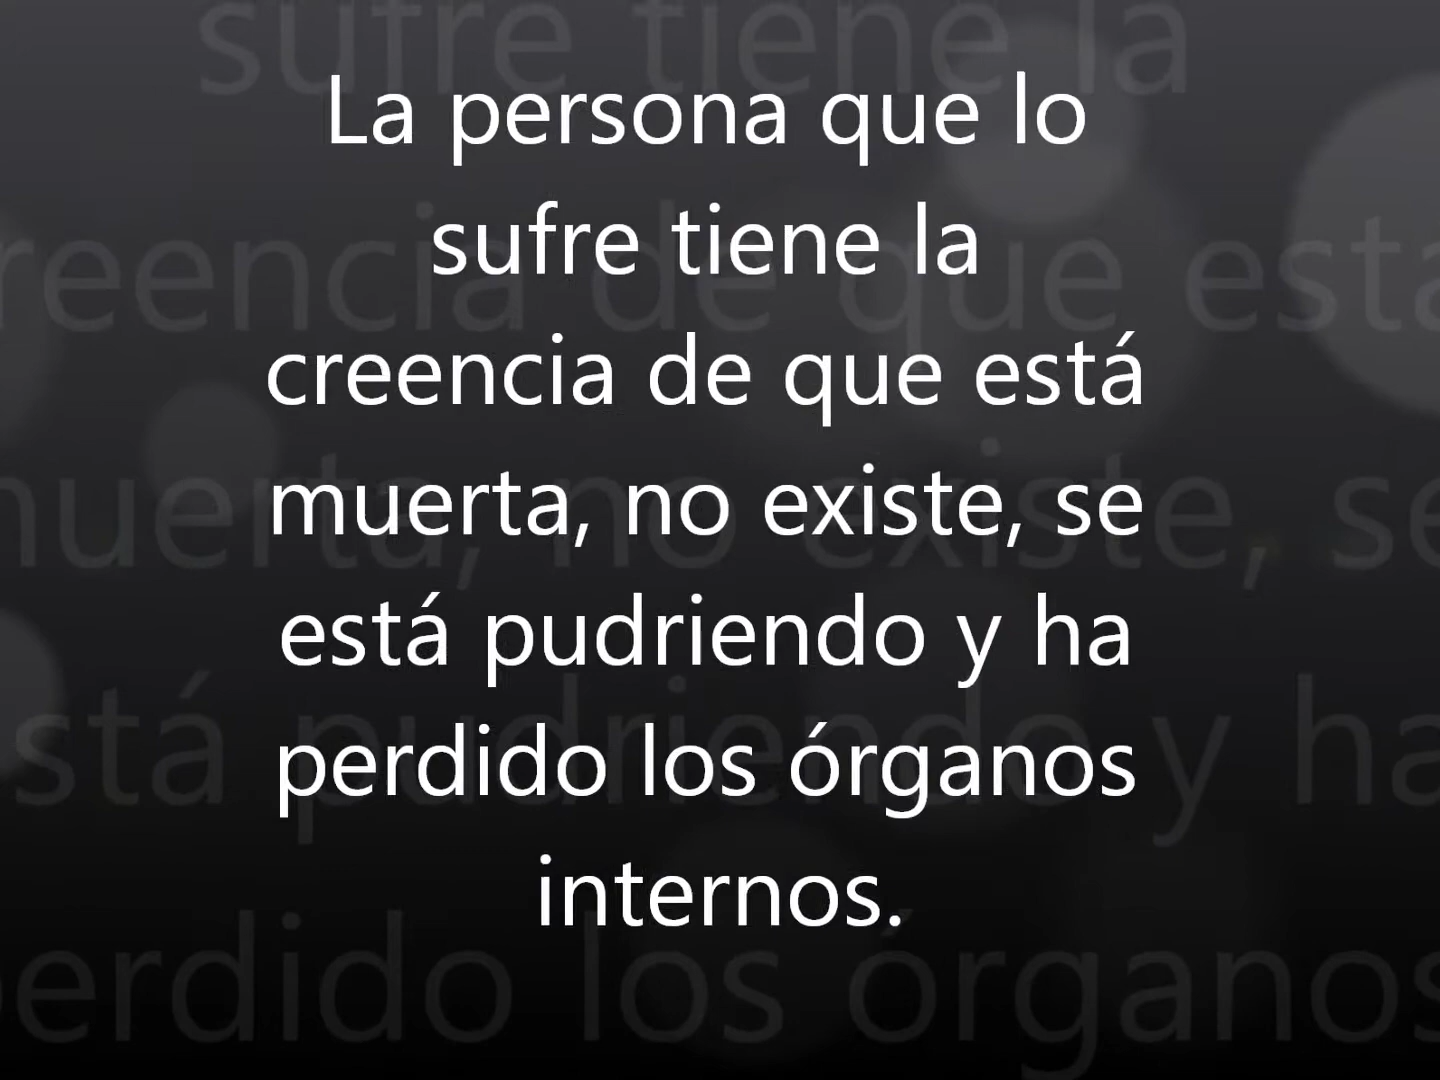 La persona que lo
sufre tiene la
creencia de que está
muerta, no existe, se
está pudriendo y ha
perdido los órganos
internos.